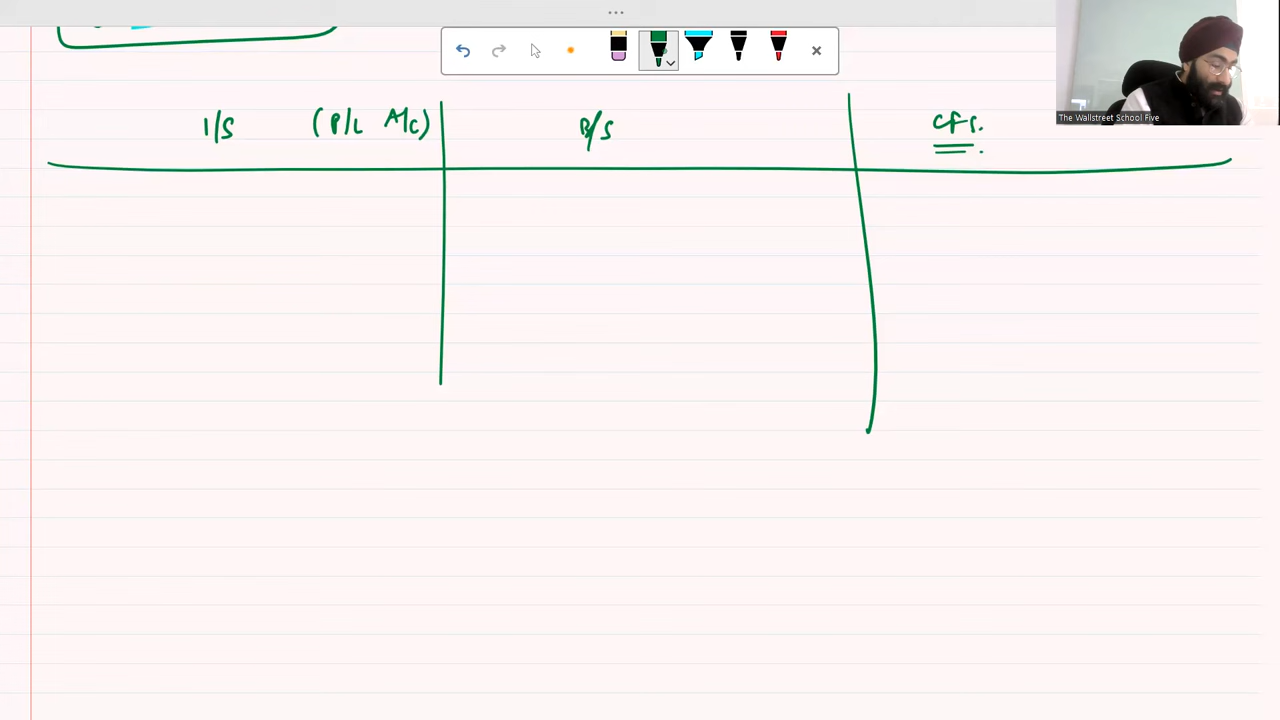 I/S (P/L A/C) B/S CFS.
The Wallstreet School Five